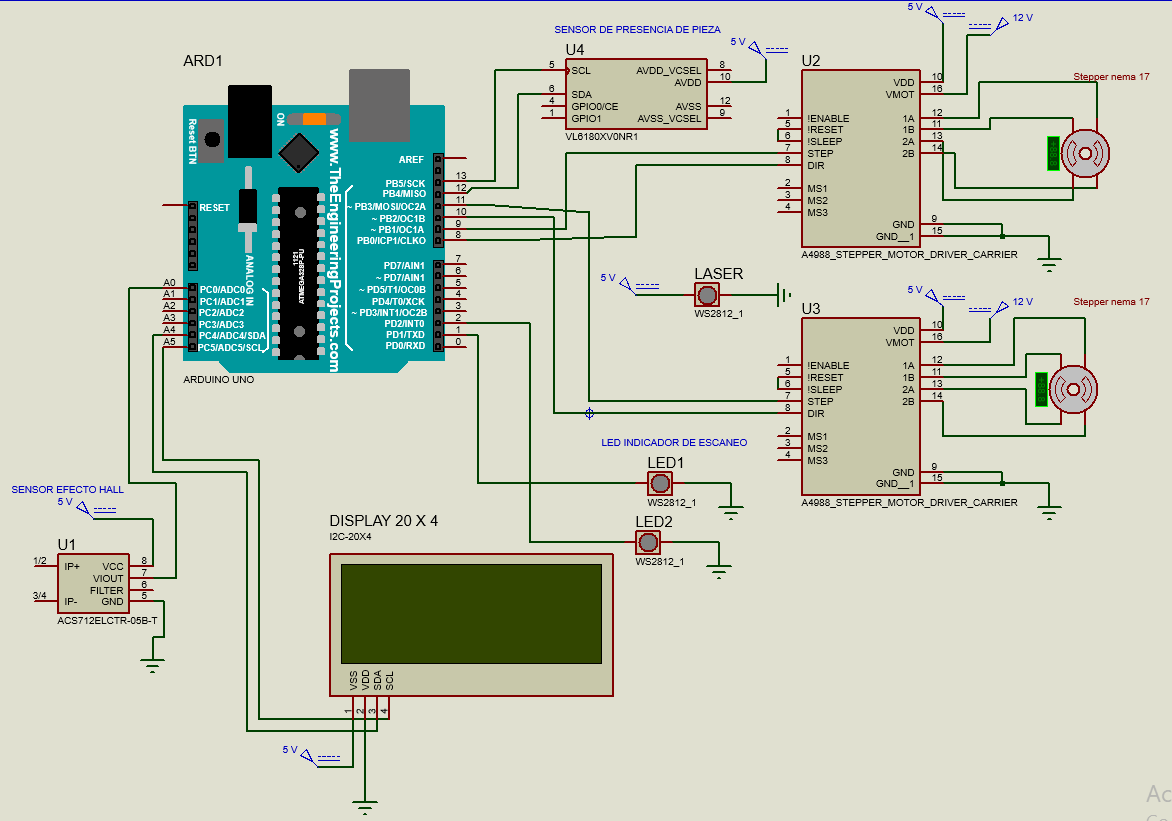 ARD1
Reset BTN
ON
www.TheEngineeringProjects.com
AREF
PB5/SCK
PB4/MISO
~ PB3/MOSI/OC2A
~ PB2/OC1B
~ PB1/OC1A
PB0/ICP1/CLKO
13
12
11
10
9
8
RESET
1121
ATMEGA328P-PU
ANALOG IN
PD7/AIN1
~ PD7/AIN1
~ PD5/T1/OC0B
PD4/T0/XCK
~ PD3/INT1/OC2B
PD2/INT0
PD1/TXD
PD0/RXD
7
6
5
4
3
2
1
0
A0
A1
A2
A3
A4
A5
PC0/ADC0
PC1/ADC1
PC2/ADC2
PC3/ADC3
PC4/ADC4/SDA
PC5/ADC5/SCL
ARDUINO UNO
SENSOR DE PRESENCIA DE PIEZA
U4
5 V
5
6
4
1
SCL
SDA
GPIO0/CE
GPIO1
AVDD_VCSEL
AVDD
AVSS
AVSS_VCSEL
8
10
12
9
VL6180XV0NR1
5 V
12 V
U2
1
5
6
7
8
2
3
4
!ENABLE
!RESET
!SLEEP
STEP
DIR
MS1
MS2
MS3
VDD
VMOT
1A
1B
2A
2B
GND
GND__1
10
16
12
11
13
14
9
15
A4988_STEPPER_MOTOR_DRIVER_CARRIER
Stepper nema 17
5 V
LASER
WS2812_1
5 V
12 V
U3
1
5
6
7
8
2
3
4
!ENABLE
!RESET
!SLEEP
STEP
DIR
MS1
MS2
MS3
VDD
VMOT
1A
1B
2A
2B
GND
GND__1
10
16
12
11
13
14
9
15
A4988_STEPPER_MOTOR_DRIVER_CARRIER
Stepper nema 17
LED INDICADOR DE ESCANEO
LED1
WS2812_1
LED2
WS2812_1
SENSOR EFECTO HALL
5 V
U1
1/2
3/4
IP+
IP-
VCC
VIOUT
FILTER
GND
8
7
6
5
ACS712ELCTR-05B-T
DISPLAY 20 X 4
I2C-20X4
VSS
VDD
SDA
SCL
1
2
3
4
5 V